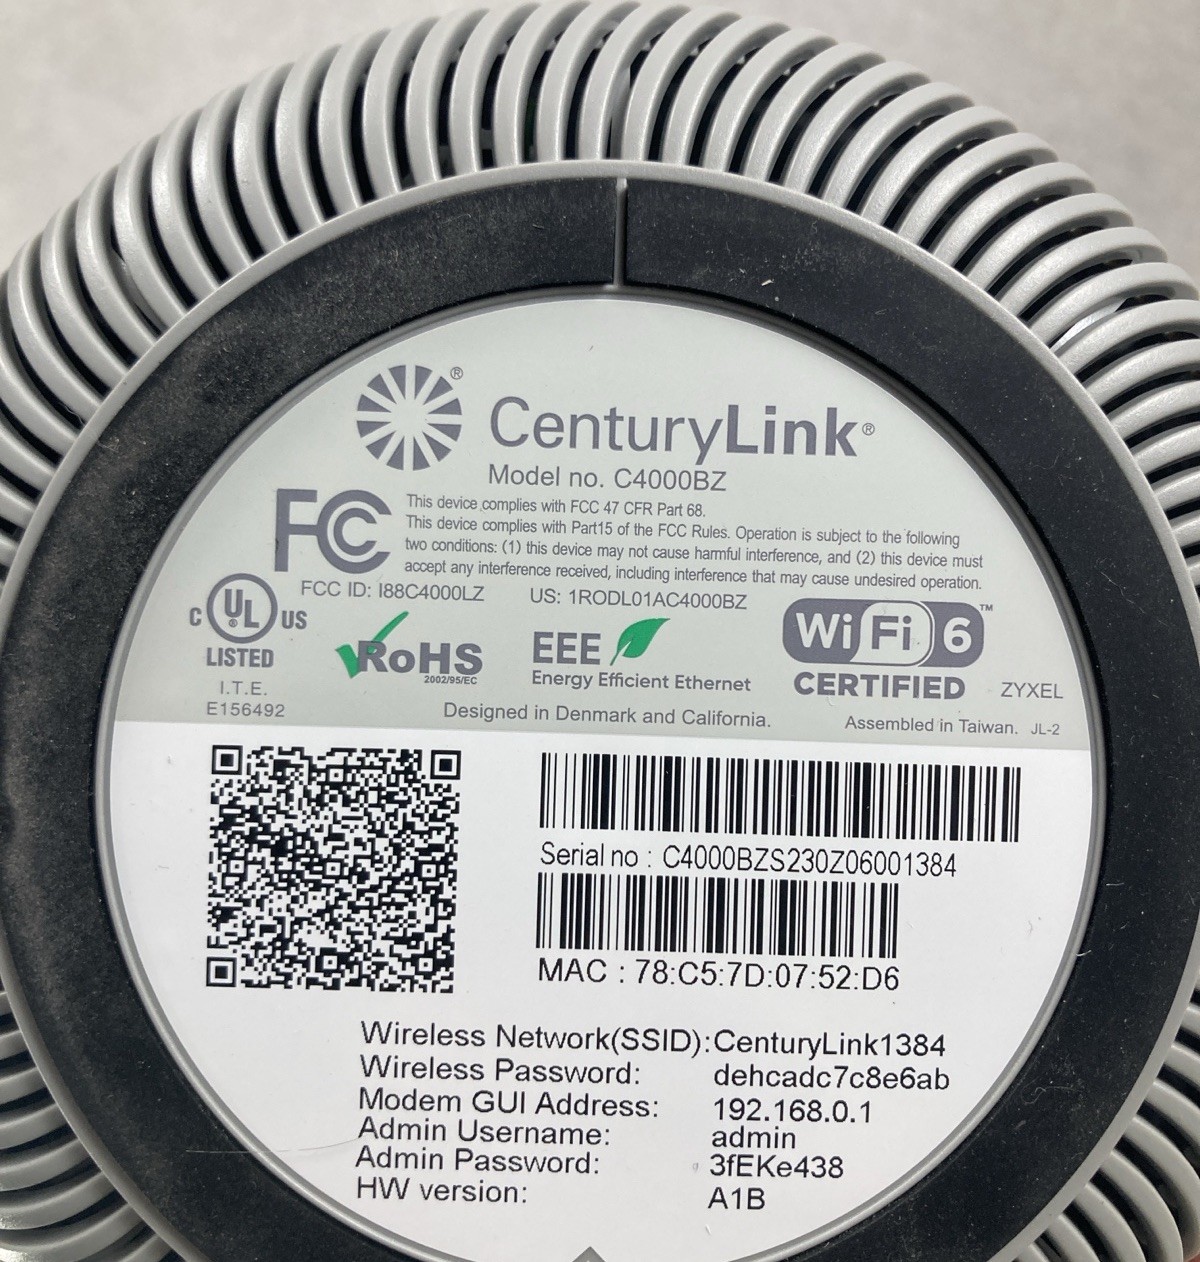 CenturyLink®
Model no. C4000BZ
FC This device complies with FCC 47 CFR Part 68.
This device complies with Part15 of the FCC Rules. Operation is subject to the following
two conditions: (1) this device may not cause harmful interference, and (2) this device must
accept any interference received, including interference that may cause undesired operation.
FCC ID: I88C4000LZ US: 1RODL01AC4000BZ
C UL® US LISTED
I.T.E.
E156492
RoHS
2002/95/EC
EEE
Energy Efficient Ethernet
WiFi 6™
CERTIFIED
ZYXEL
Designed in Denmark and California.
Assembled in Taiwan. JL-2
Serial no : C4000BZS230Z06001384
MAC : 78:C5:7D:07:52:D6
Wireless Network(SSID): CenturyLink1384
Wireless Password: dehcadc7c8e6ab
Modem GUI Address: 192.168.0.1
Admin Username: admin
Admin Password: 3fEKe438
HW version: A1B